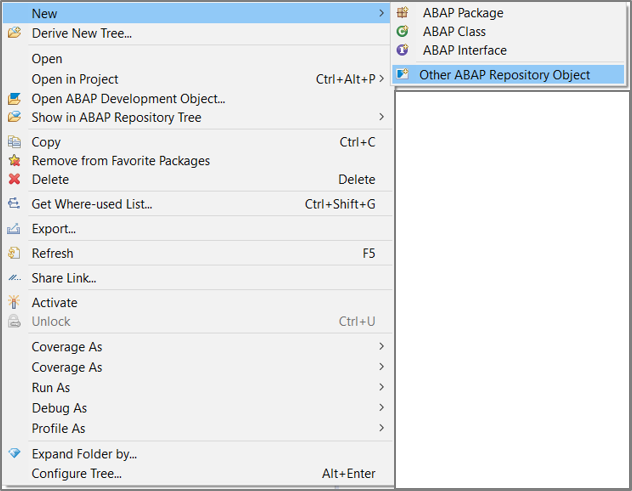 New
ABAP Package
Derive New Tree...
ABAP Class
ABAP Interface
Open
Open in Project Ctrl+Alt+P
Other ABAP Repository Object
Open ABAP Development Object...
Show in ABAP Repository Tree
Copy Ctrl+C
Remove from Favorite Packages
Delete Delete
Get Where-used List... Ctrl+Shift+G
Export...
Refresh F5
Share Link...
Activate
Unlock Ctrl+U
Coverage As
Coverage As
Run As
Debug As
Profile As
Expand Folder by...
Configure Tree... Alt+Enter